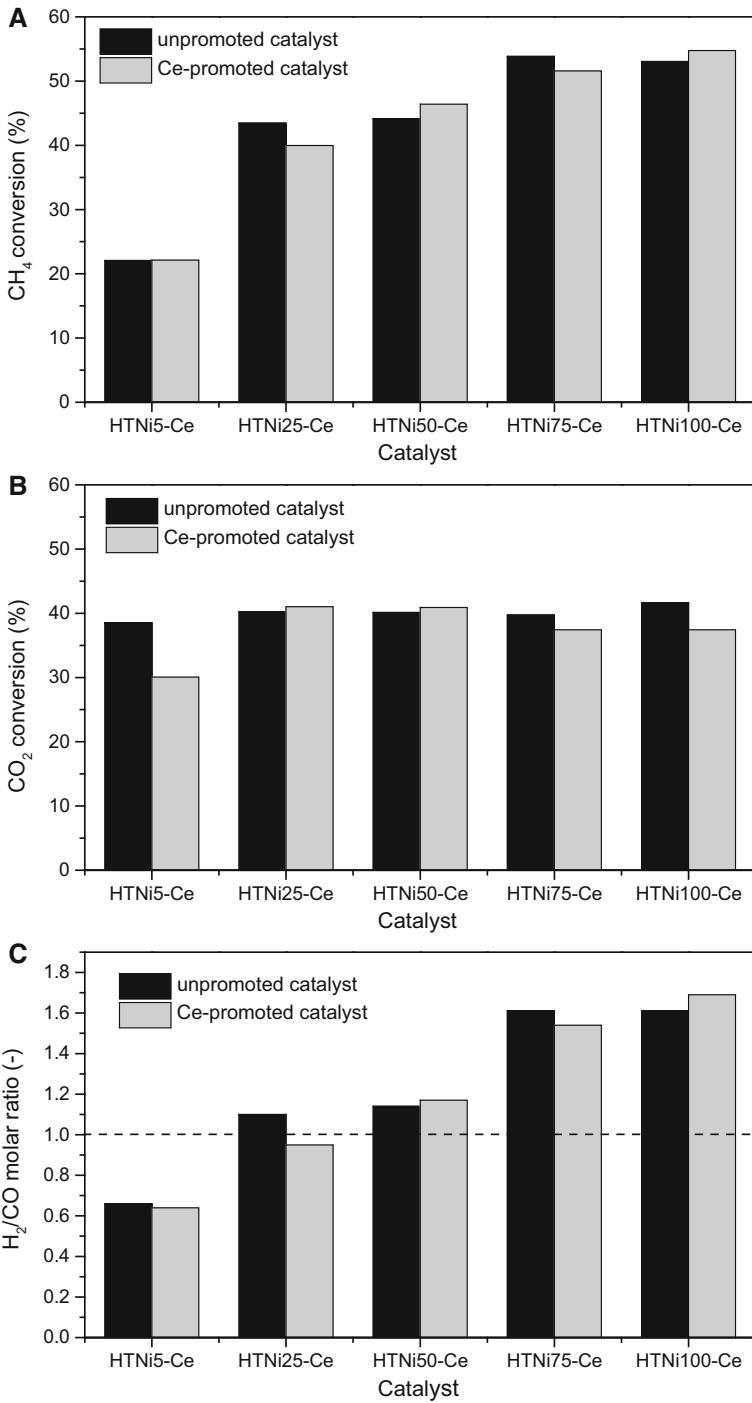 A
60
50
40
30
20
10
0
CH₄ conversion (%)
unpromoted catalyst
Ce-promoted catalyst
HTNi5-Ce HTNi25-Ce HTNi50-Ce HTNi75-Ce HTNi100-Ce
Catalyst
B
60
50
40
30
20
10
0
CO₂ conversion (%)
unpromoted catalyst
Ce-promoted catalyst
HTNi5-Ce HTNi25-Ce HTNi50-Ce HTNi75-Ce HTNi100-Ce
Catalyst
C
1.8
1.6
1.4
1.2
1.0
0.8
0.6
0.4
0.2
0.0
H₂/CO molar ratio (-)
unpromoted catalyst
Ce-promoted catalyst
HTNi5-Ce HTNi25-Ce HTNi50-Ce HTNi75-Ce HTNi100-Ce
Catalyst